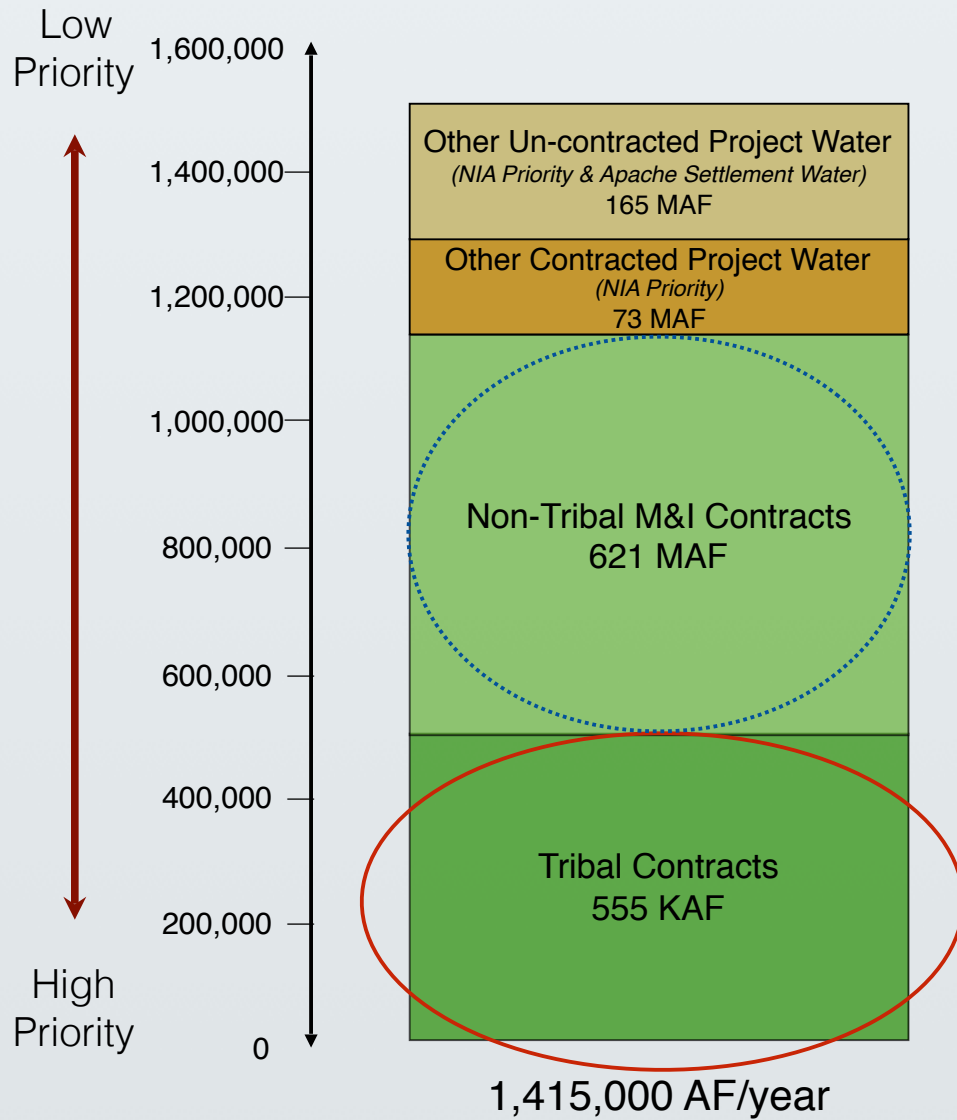 Low
Priority
1,600,000
1,400,000
1,200,000
1,000,000
800,000
600,000
400,000
200,000
0
High
Priority
Other Un-contracted Project Water
(NIA Priority & Apache Settlement Water)
165 MAF
Other Contracted Project Water
(NIA Priority)
73 MAF
Non-Tribal M&I Contracts
621 MAF
Tribal Contracts
555 KAF
1,415,000 AF/year